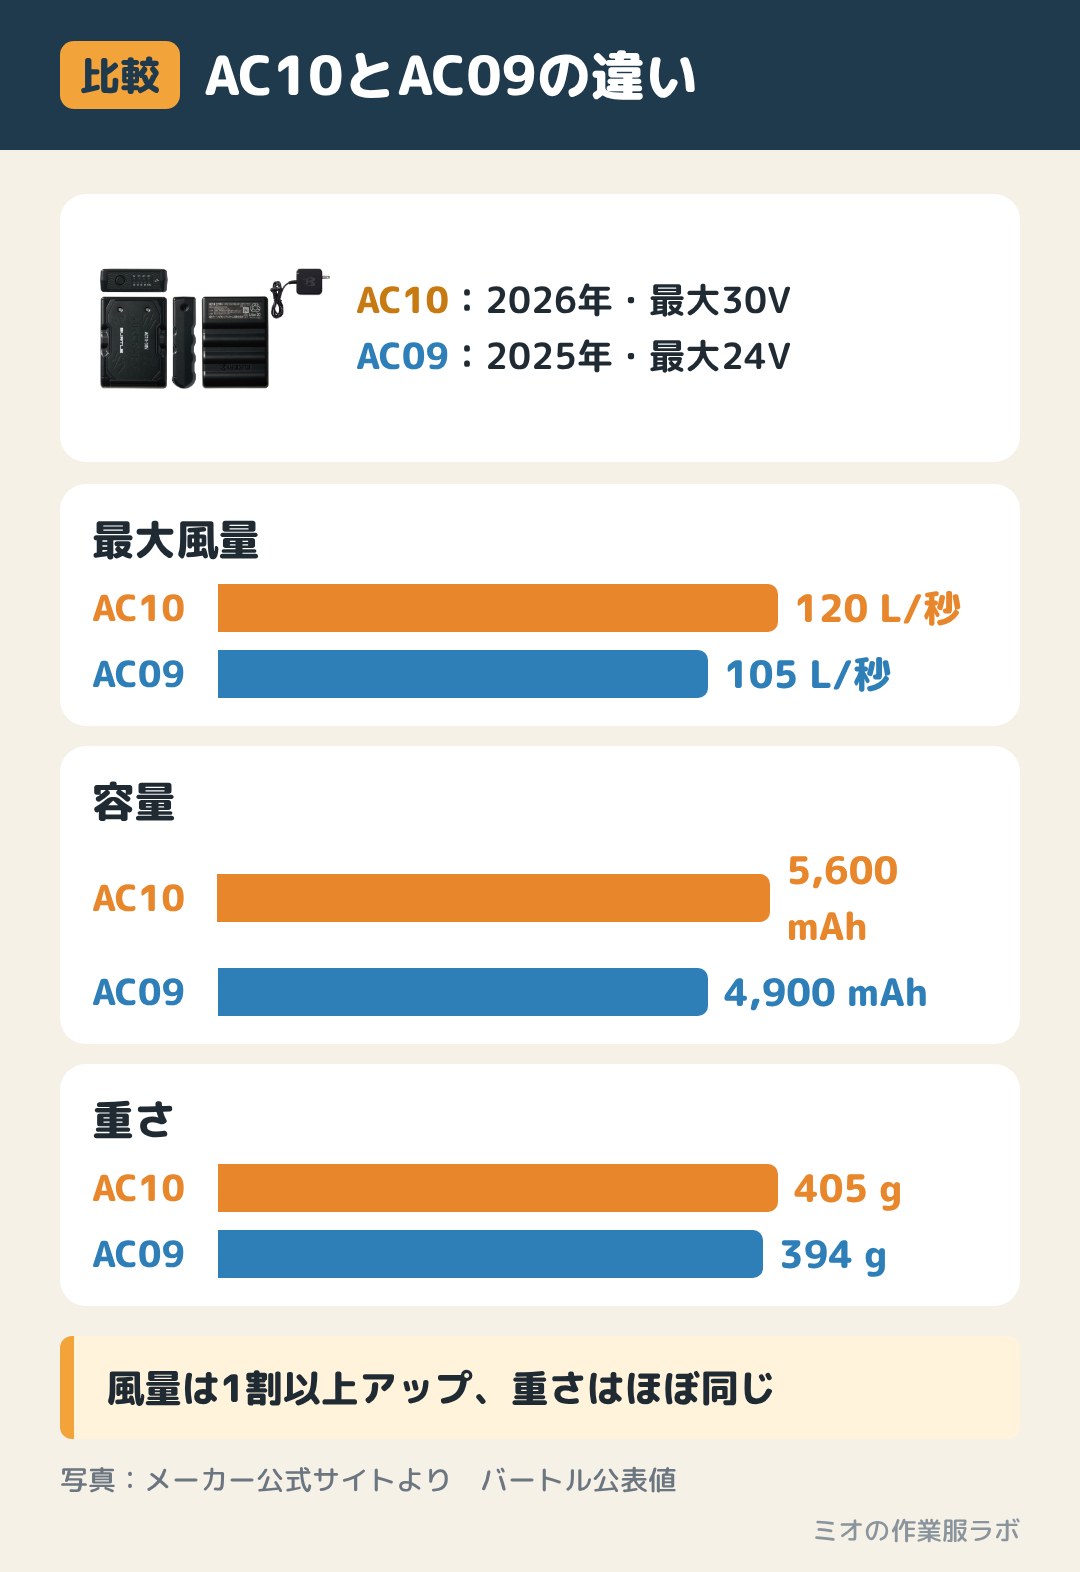 比較 AC10とAC09の違い
AC10：2026年・最大30V
AC09：2025年・最大24V
最大風量
AC10 120 L/秒
AC09 105 L/秒
容量
AC10 5,600 mAh
AC09 4,900 mAh
重さ
AC10 405 g
AC09 394 g
風量は1割以上アップ、重さはほぼ同じ
写真：メーカー公式サイトより　バートル公表値
ミオの作業服ラボ